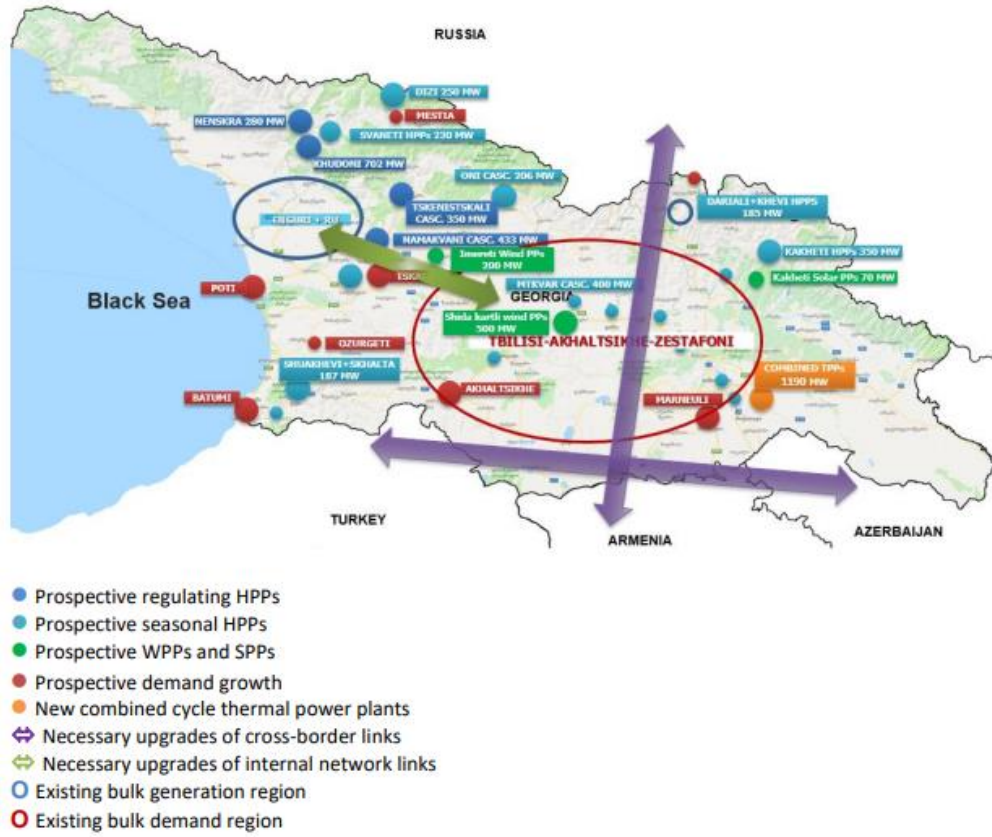 RUSSIA
DIZI 250 MW
MESTIA
NENSKRA 280 MW
SVANETI HPPs 230 MW
KHUDONI 702 MW
ONI CASC. 206 MW
TSKENISTSKALI
CASC. 350 MW
DARIALI+KHEVI HPPS
185 MW
ENGURI +
NAMAKVANI CASC. 433 MW
Imereti Wind PPs
200 MW
KAKHETI HPPs 350 MW
Kakheti Solar PPs 70 MW
MTKVAR CASC. 400 MW
GEORGIA
POTI
Black Sea
Shida kartli wind PPs
500 MW
TBILISI-AKHALTSIKHE-ZESTAFONI
OZURGETI
SHUAKHEVI+SKHALTA
187 MW
COMBINED TPPs
1190 MW
AKHALTSIKHE
BATUMI
MARNEULI
TURKEY
ARMENIA
AZERBAIJAN
Prospective regulating HPPs
Prospective seasonal HPPs
Prospective WPPs and SPPs
Prospective demand growth
New combined cycle thermal power plants
Necessary upgrades of cross-border links
Necessary upgrades of internal network links
Existing bulk generation region
Existing bulk demand region